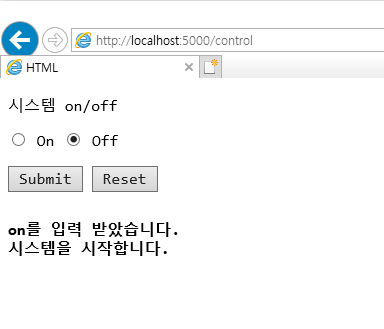 http://localhost:5000/control
HTML
시스템 on/off
On Off
Submit Reset
on를 입력 받았습니다.
시스템을 시작합니다.